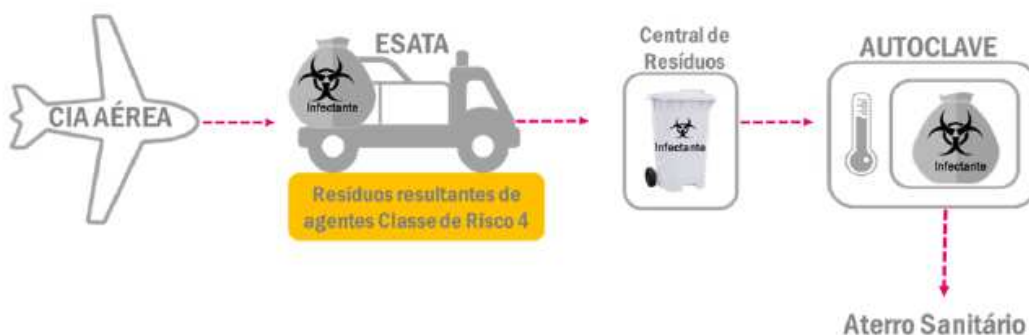 CIA AÉREA
ESATA
Infectante
Resíduos resultantes de
agentes Classe de Risco 4
Central de
Resíduos
Infectante
AUTOCLAVE
Infectante
Aterro Sanitário